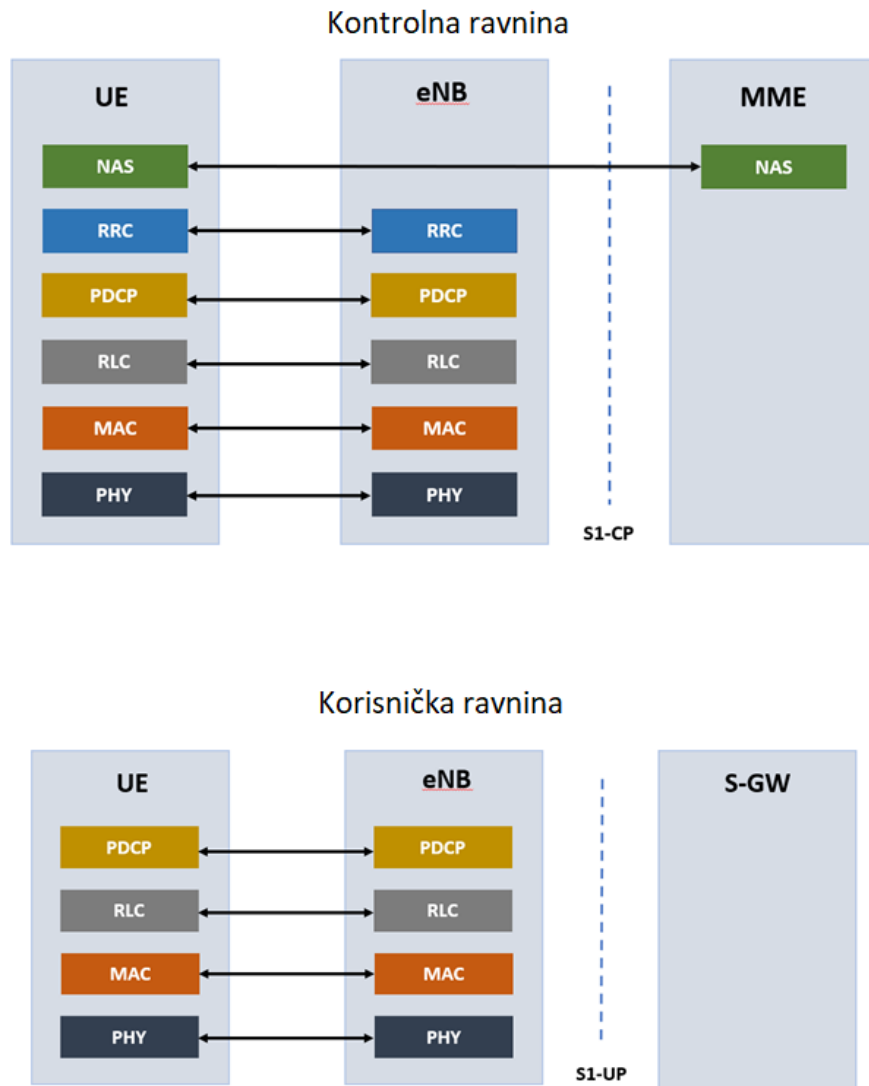 Kontrolna ravnina
UE
eNB
MME
NAS
NAS
RRC
RRC
PDCP
PDCP
RLC
RLC
MAC
MAC
PHY
PHY
S1-CP
Korisnička ravnina
UE
eNB
S-GW
PDCP
PDCP
RLC
RLC
MAC
MAC
PHY
PHY
S1-UP